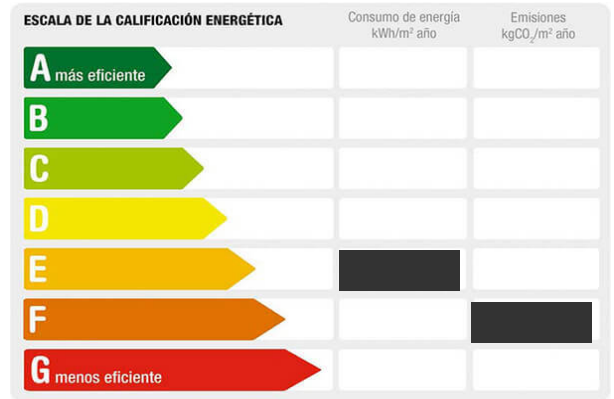 ESCALA DE LA CALIFICACIÓN ENERGÉTICA
Consumo de energía
kWh/m² año
Emisiones
kgCO₂/m² año
A más eficiente
B
C
D
E
F
G menos eficiente